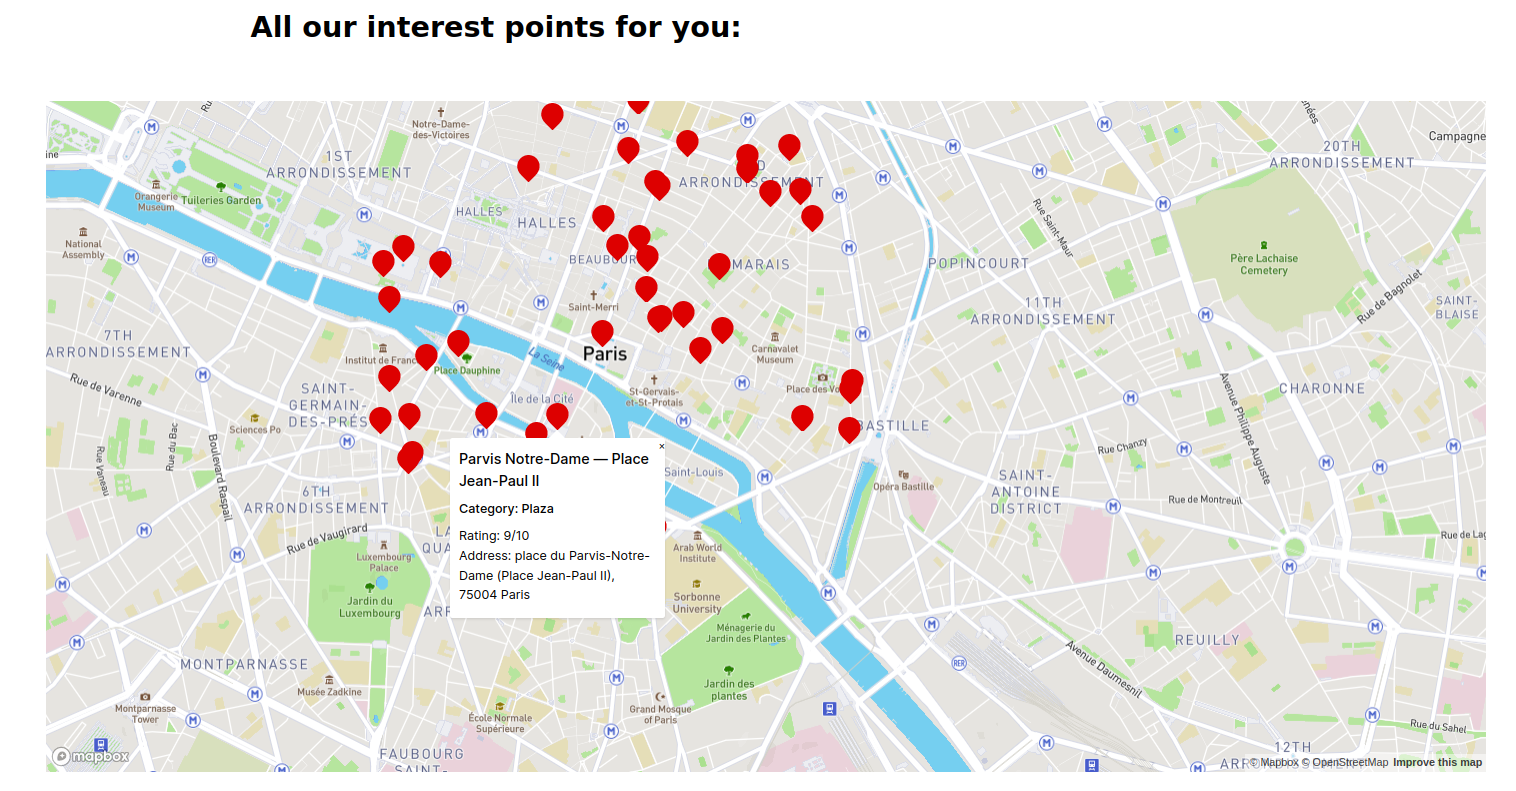 All our interest points for you:
Notre-Dame-
des-Victoires
1ST
ARRONDISSEMENT
Campagne
20TH
ARRONDISSEMENT
ARRONDISSEMENT
Orangerie
Museum
Tuileries Garden
HALLES
HALLES
National
Assembly
RER
Rue Saint-Maur
BEAUBOUR
MARAIS
POPINCOURT
Père Lachaise
Cemetery
Rue de Bagnolet
SAINT-
BLAISE
Saint-Merri
11TH
ARRONDISSEMENT
7TH
ARRONDISSEMENT
Institut de Franc
La Seine
Paris
Place Dauphine
Carnavalet
Museum
Rue de Varenne
SAINT-
GERMAIN-
DES-PRÉS
Île de la Cité
St-Gervais-
et-St-Protais
Place des Vo
CHARONNE
Sciences Po
Rue du Bac
Boulevard Raspail
Rue Vaneau
BASTILLE
Avenue Philippe Auguste
Rue Chanzy
Parvis Notre-Dame — Place
Jean-Paul II
×
Category: Plaza
Rating: 9/10
Address: place du Parvis-Notre-
Dame (Place Jean-Paul II),
75004 Paris
Saint-Louis
Opéra Bastille
SAINT-
ANTOINE
DISTRICT
Rue de Montreuil
6TH
ARRONDISSEMENT
Rue de Vaugirard
Luxembourg
Palace
Jardin du
Luxembourg
Arab World
Institute
Sorbonne
University
Ménagerie du
Jardin des Plantes
REUILLY
MONTPARNASSE
RER
Avenue Daumesnil
Musée Zadkine
Jardin des
plantes
Montparnasse
Tower
École Normale
Supérieure
Grand Mosque
of Paris
Rue du Sahel
FAUBOURG
SAINT-
12TH
ARRONDISSEMENT
mapbox
© Mapbox © OpenStreetMap Improve this map